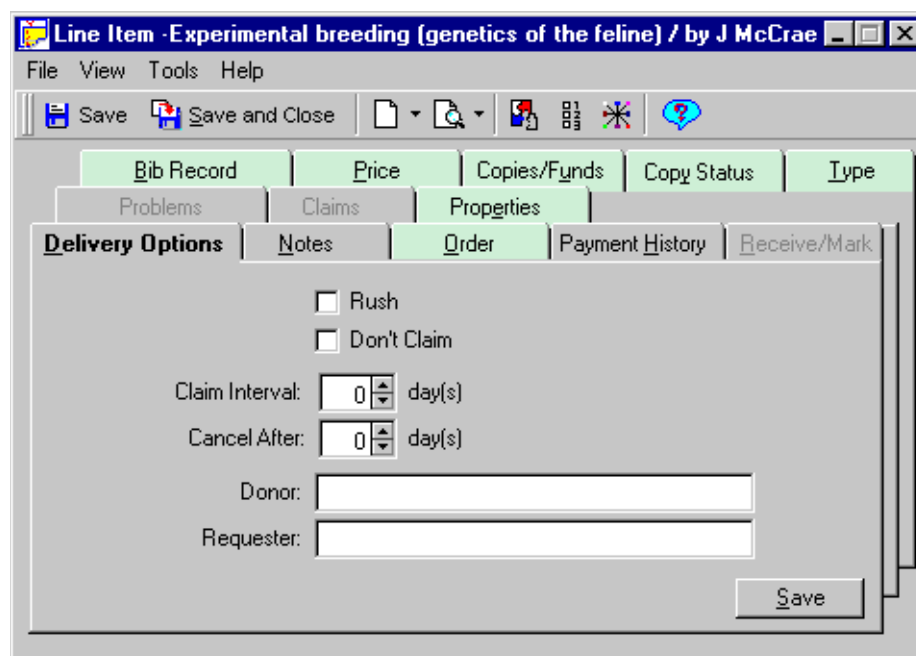 Line Item -Experimental breeding (genetics of the feline) / by J McCrae
File View Tools Help
Save Save and Close
Bib Record Price Copies/Funds Copy Status Type
Problems Claims Properties
Delivery Options Notes Order Payment History Receive/Mark
Rush
Don't Claim
Claim Interval: 0 day(s)
Cancel After: 0 day(s)
Donor:
Requester:
Save